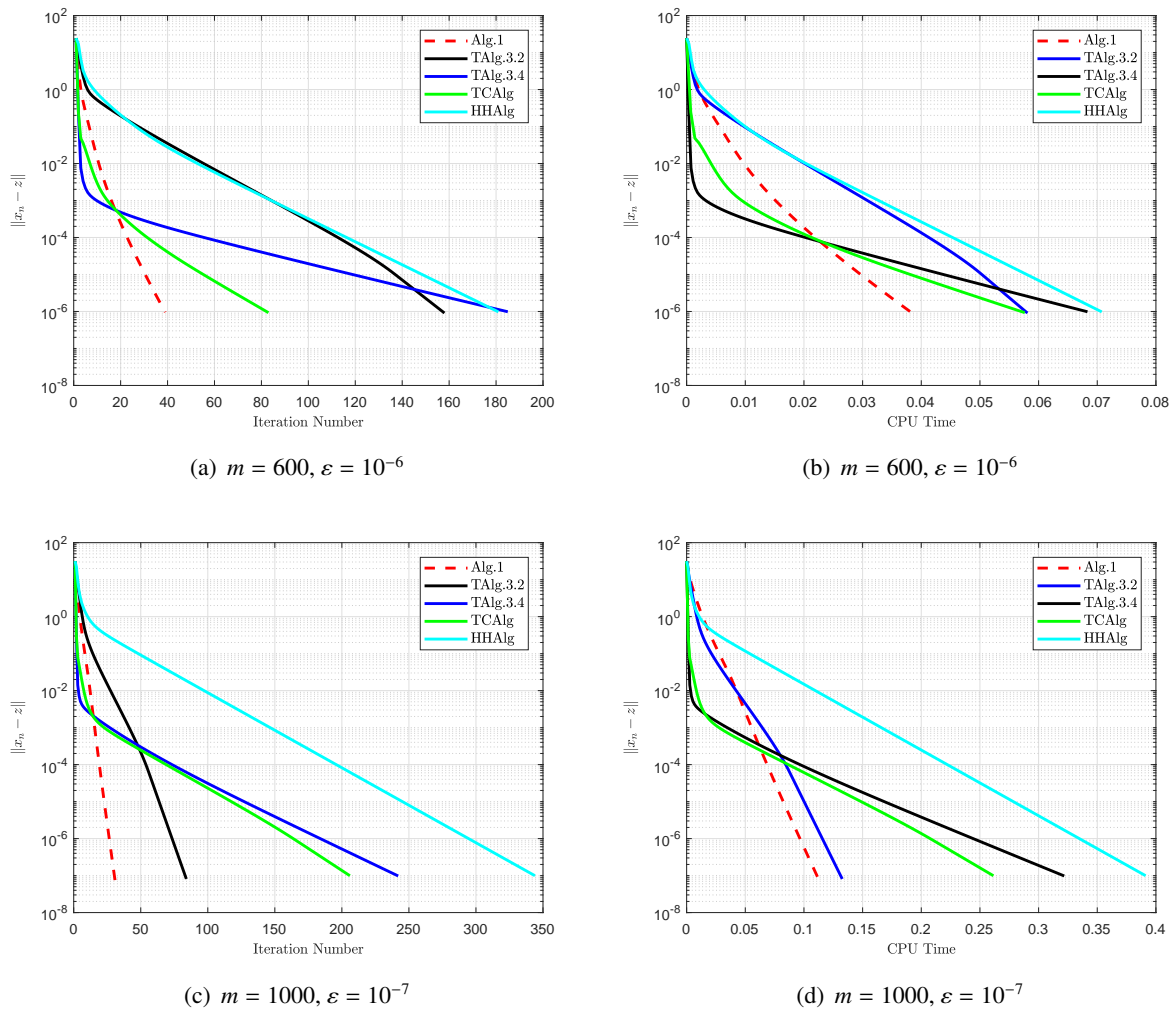 10^2
10^0
10^-2
10^-4
10^-6
10^-8
‖x_n − z‖
0 20 40 60 80 100 120 140 160 180 200
Iteration Number
Alg.1
TAlg.3.2
TAlg.3.4
TCAlg
HHAlg
(a) m = 600, ε = 10^−6
10^2
10^0
10^-2
10^-4
10^-6
10^-8
‖x_n − z‖
0 0.01 0.02 0.03 0.04 0.05 0.06 0.07 0.08
CPU Time
Alg.1
TAlg.3.2
TAlg.3.4
TCAlg
HHAlg
(b) m = 600, ε = 10^−6
10^2
10^0
10^-2
10^-4
10^-6
10^-8
‖x_n − z‖
0 50 100 150 200 250 300 350
Iteration Number
Alg.1
TAlg.3.2
TAlg.3.4
TCAlg
HHAlg
(c) m = 1000, ε = 10^−7
10^2
10^0
10^-2
10^-4
10^-6
10^-8
‖x_n − z‖
0 0.05 0.1 0.15 0.2 0.25 0.3 0.35 0.4
CPU Time
Alg.1
TAlg.3.2
TAlg.3.4
TCAlg
HHAlg
(d) m = 1000, ε = 10^−7